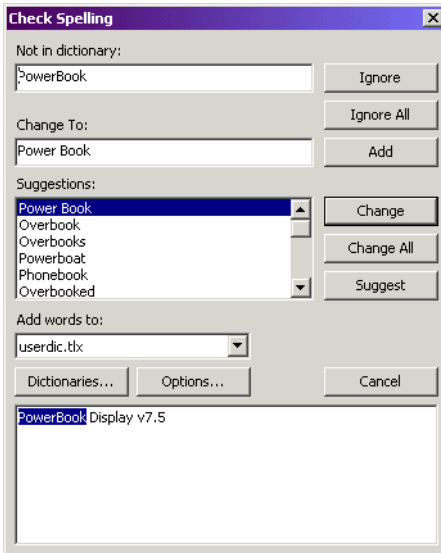 Check Spelling
Not in dictionary:
PowerBook
Ignore
Ignore All
Change To:
Power Book
Add
Suggestions:
Power Book
Overbook
Overbooks
Powerboat
Phonebook
Overbooked
Change
Change All
Suggest
Add words to:
userdic.tlx
Dictionaries...
Options...
Cancel
PowerBook Display v7.5